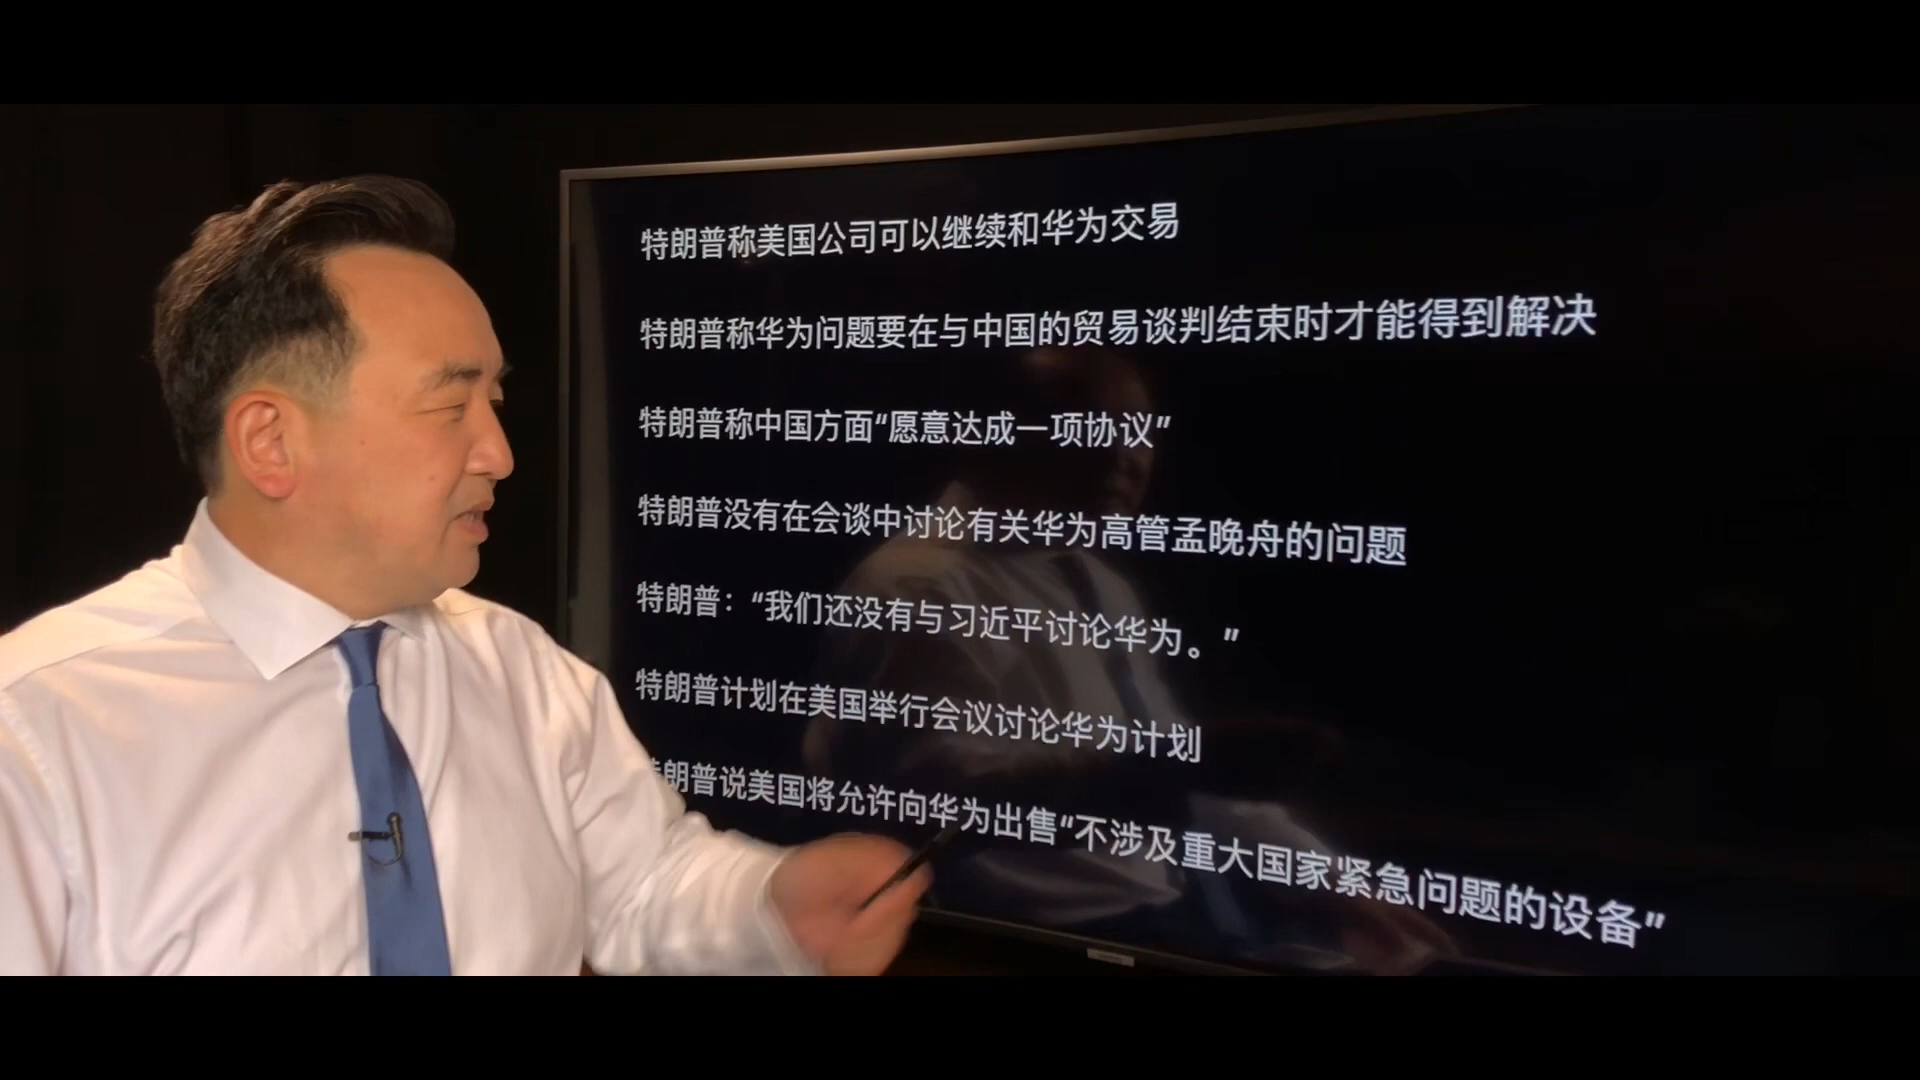 特朗普称美国公司可以继续和华为交易
特朗普称华为问题要在与中国的贸易谈判结束时才能得到解决
特朗普称中国方面“愿意达成一项协议”
特朗普没有在会谈中讨论有关华为高管孟晚舟的问题
特朗普：“我们还没有与习近平讨论华为。”
特朗普计划在美国举行会议讨论华为计划
特朗普说美国将允许向华为出售“不涉及重大国家紧急问题的设备”